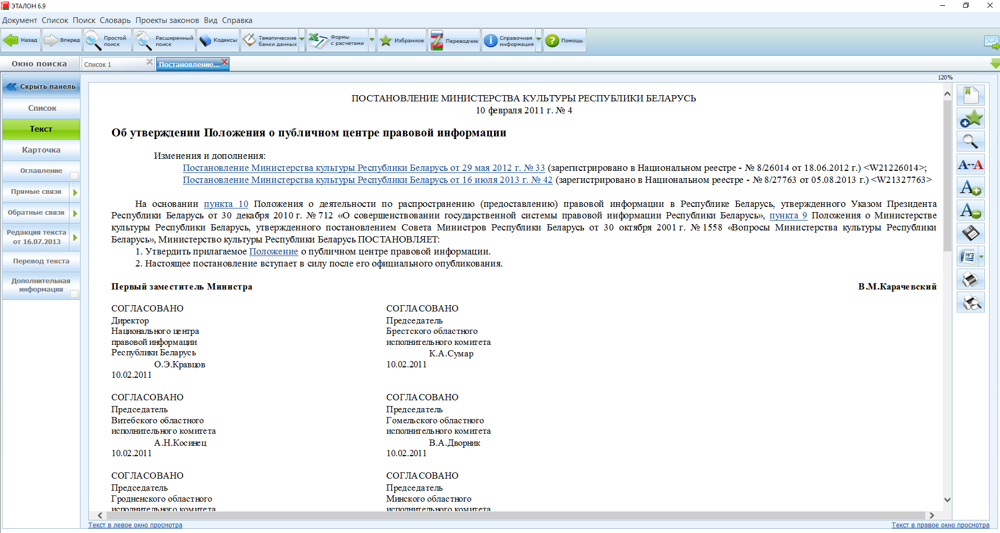 ЭТАЛОН 6.9
Документ Список Поиск Словарь Проекты законов Вид Справка
Назад
Вперед
Простой
поиск
Расширенный
поиск
Кодексы
Тематические
банки данных
Формы
с расчетами
Избранное
Переводчик
Справочная
информация
Помощь
Окно поиска
Список 1
Постановление...
120%
Скрыть панель
Список
Текст
Карточка
Оглавление
Прямые связи
Обратные связи
Редакция текста
от 16.07.2013
Перевод текста
Дополнительная
информация
ПОСТАНОВЛЕНИЕ МИНИСТЕРСТВА КУЛЬТУРЫ РЕСПУБЛИКИ БЕЛАРУСЬ
10 февраля 2011 г. № 4
Об утверждении Положения о публичном центре правовой информации
Изменения и дополнения:
Постановление Министерства культуры Республики Беларусь от 29 мая 2012 г. № 33 (зарегистрировано в Национальном реестре - № 8/26014 от 18.06.2012 г.) <W21226014>;
Постановление Министерства культуры Республики Беларусь от 16 июля 2013 г. № 42 (зарегистрировано в Национальном реестре - № 8/27763 от 05.08.2013 г.) <W21327763>
На основании пункта 10 Положения о деятельности по распространению (предоставлению) правовой информации в Республике Беларусь, утвержденного Указом Президента
Республики Беларусь от 30 декабря 2010 г. № 712 «О совершенствовании государственной системы правовой информации Республики Беларусь», пункта 9 Положения о Министерстве
культуры Республики Беларусь, утвержденного постановлением Совета Министров Республики Беларусь от 30 октября 2001 г. № 1558 «Вопросы Министерства культуры Республики
Беларусь», Министерство культуры Республики Беларусь ПОСТАНОВЛЯЕТ:
1. Утвердить прилагаемое Положение о публичном центре правовой информации.
2. Настоящее постановление вступает в силу после его официального опубликования.
Первый заместитель Министра В.М.Карачевский
СОГЛАСОВАНО
Директор
Национального центра
правовой информации
Республики Беларусь
О.Э.Кравцов
10.02.2011
СОГЛАСОВАНО
Председатель
Брестского областного
исполнительного комитета
К.А.Сумар
10.02.2011
СОГЛАСОВАНО
Председатель
Витебского областного
исполнительного комитета
А.Н.Косинец
10.02.2011
СОГЛАСОВАНО
Председатель
Гомельского областного
исполнительного комитета
В.А.Дворник
10.02.2011
СОГЛАСОВАНО
Председатель
Гродненского областного
исполнительного комитета
СОГЛАСОВАНО
Председатель
Минского областного
исполнительного комитета
Текст в левое окно просмотра
Текст в правое окно просмотра